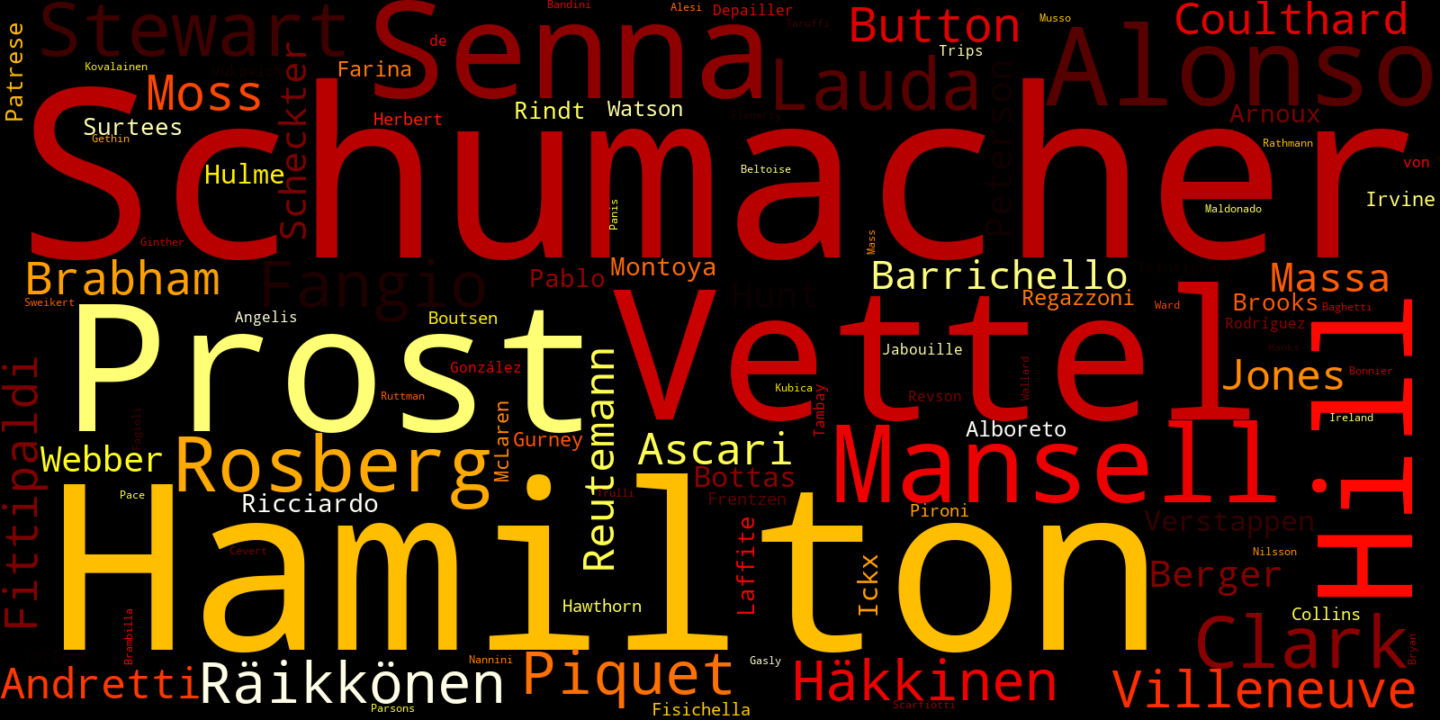 Stewart
Senna
Bandini
Alesi
Depailler
Taruffi
Button
Musso
Coulthard
Patrese
de
Trips
Alonso
Kovalainen
Farina
Lauda
Moss
Scheckter
Rindt
Watson
Peterson
Arnoux
Surtees
Gethin
Herbert
Flaherty
Rathmann
Schumacher
Hulme
Beltoise
von
Panis
Maldonado
Irvine
Ginther
Mass
Brabham
Fangio
Pablo
Montoya
Hunt
Barrichello
Regazzoni
Ward
Massa
Brooks
Baghetti
Sweikert
Angelis
Boutsen
Rodríguez
Prost
Vettel
Jabouille
Hanks
Hill
González
Kubica
Tambay
Revson
Wallard
Jones
Bonnier
Fittipaldi
Ruttman
Fagioli
McLaren
Reutemann
Gurney
Ascari
Alboreto
Ireland
Webber
Rosberg
Bottas
Mansell
Pace
Ricciardo
Trulli
Frentzen
Pironi
Verstappen
Hamilton
Cevert
Laffite
Ickx
Nilsson
Berger
Hawthorn
Collins
Brambilla
Clark
Bryan
Andretti
Räikkönen
Nannini
Piquet
Gasly
Häkkinen
Villeneuve
Parsons
Fisichella
Scarfiotti